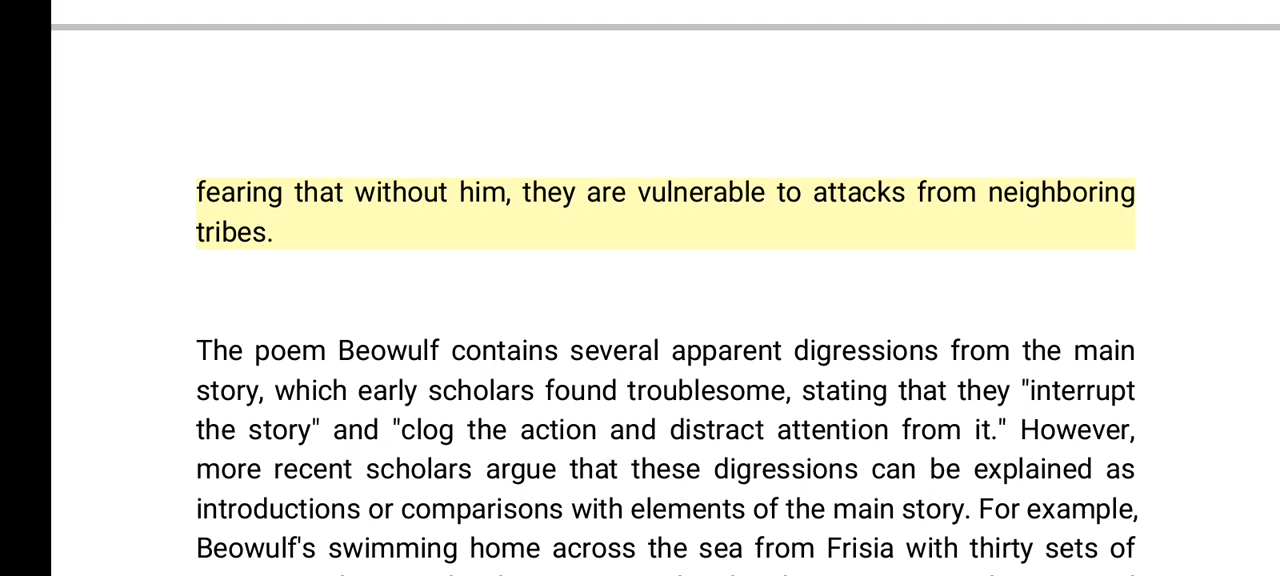 fearing that without him, they are vulnerable to attacks from neighboring
tribes.
The poem Beowulf contains several apparent digressions from the main
story, which early scholars found troublesome, stating that they "interrupt
the story" and "clog the action and distract attention from it." However,
more recent scholars argue that these digressions can be explained as
introductions or comparisons with elements of the main story. For example,
Beowulf's swimming home across the sea from Frisia with thirty sets of